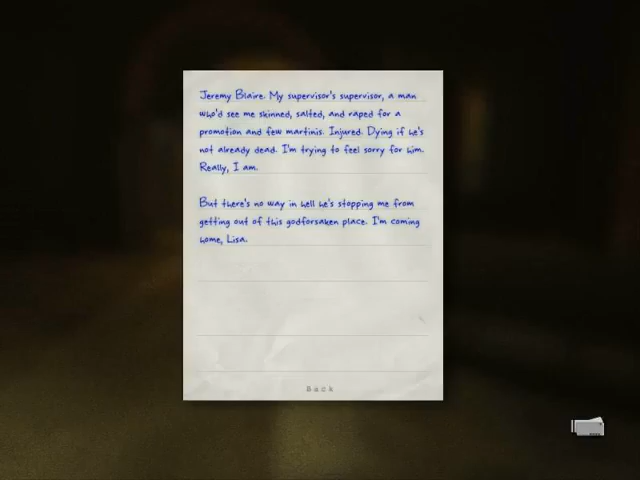 Jeremy Blaire. My supervisor's supervisor, a man
who'd see me skinned, salted, and raped for a
promotion and few martinis. Injured. Dying if he's
not already dead. I'm trying to feel sorry for him.
Really, I am.
But there's no way in hell he's stopping me from
getting out of this godforsaken place. I'm coming
home, Lisa.
Back